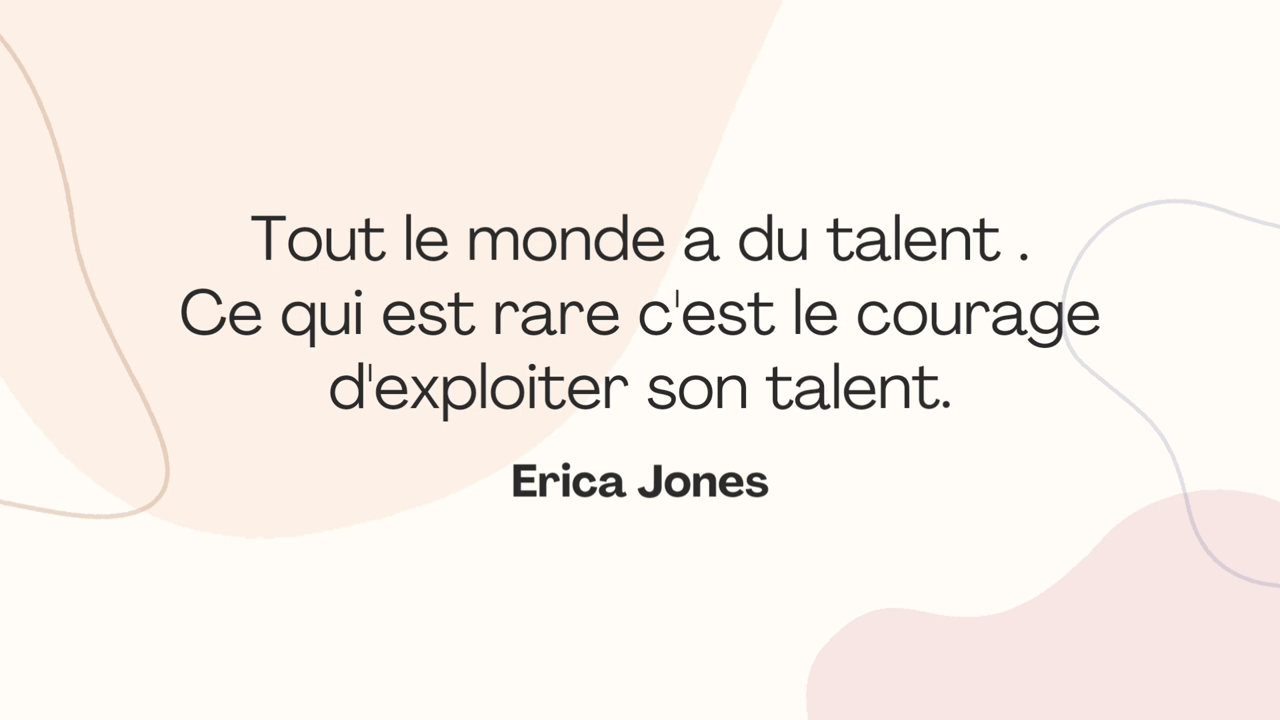 Tout le monde a du talent .
Ce qui est rare c'est le courage
d'exploiter son talent.
Erica Jones